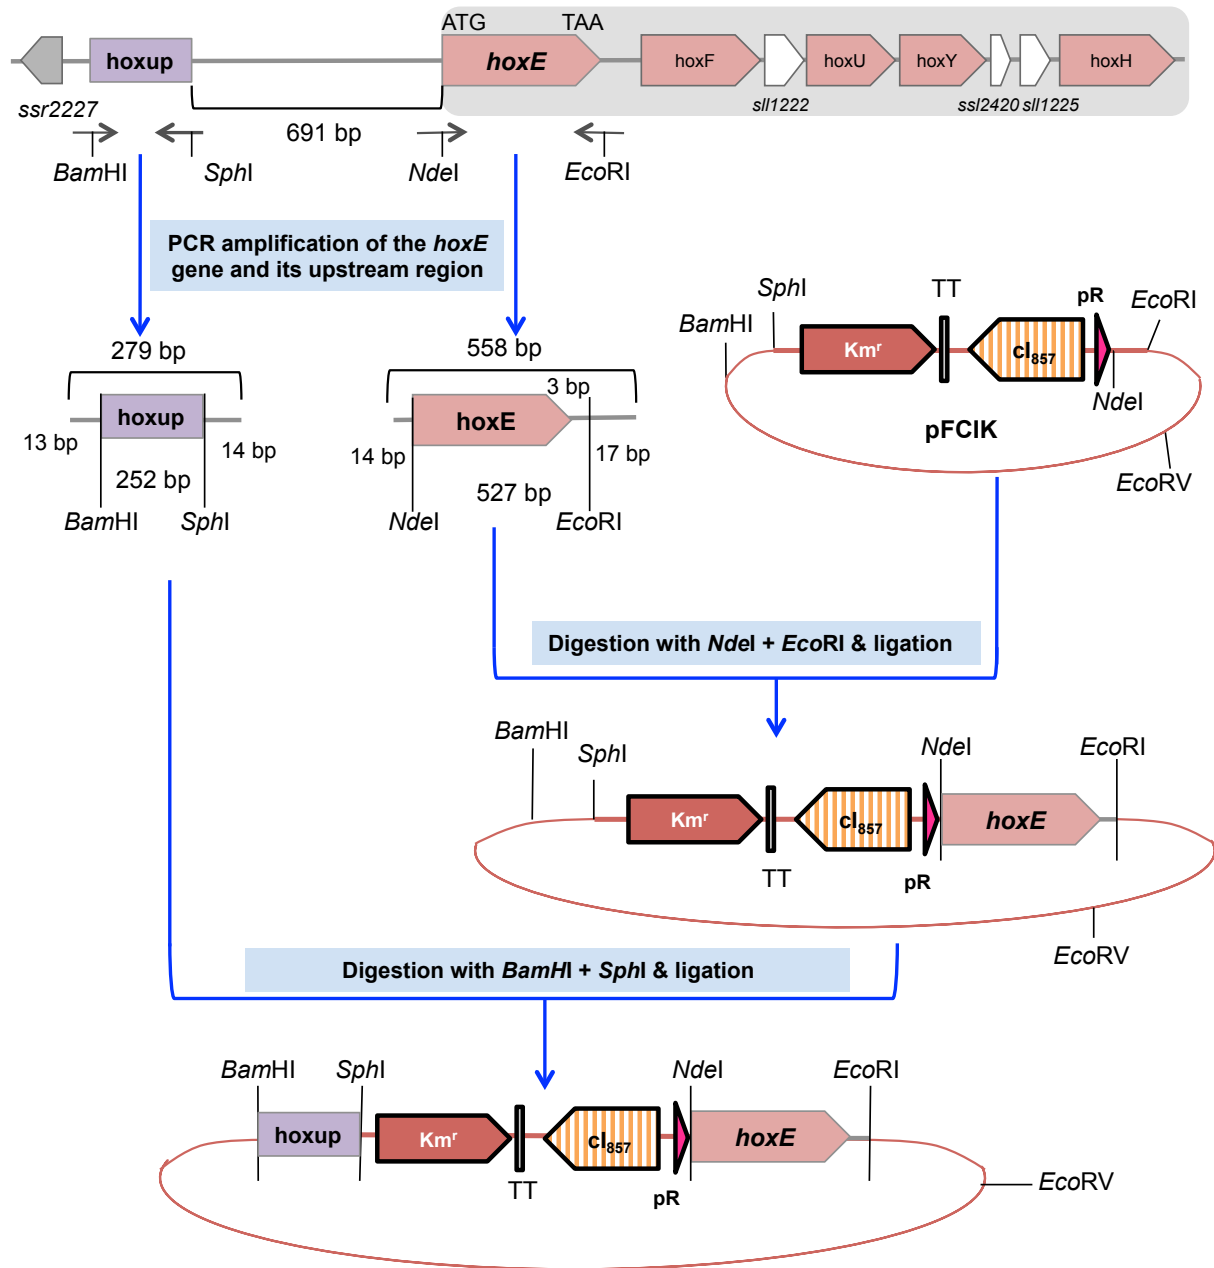 ATG TAA
hoxup hoxE hoxF hoxU hoxY hoxH
ssr2227 sll1222 ssl2420 sll1225
691 bp
BamHI SphI NdeI EcoRI
PCR amplification of the hoxE
gene and its upstream region
SphI TT pR EcoRI
BamHI
Kmʳ cI₈₅₇
NdeI
pFCIK
EcoRV
279 bp 558 bp
3 bp
hoxup hoxE
13 bp 14 bp 14 bp 17 bp
252 bp 527 bp
BamHI SphI NdeI EcoRI
Digestion with NdeI + EcoRI & ligation
BamHI SphI NdeI EcoRI
Kmʳ cI₈₅₇ hoxE
TT pR
EcoRV
Digestion with BamHI + SphI & ligation
BamHI SphI NdeI EcoRI
hoxup Kmʳ cI₈₅₇ hoxE
TT pR
EcoRV